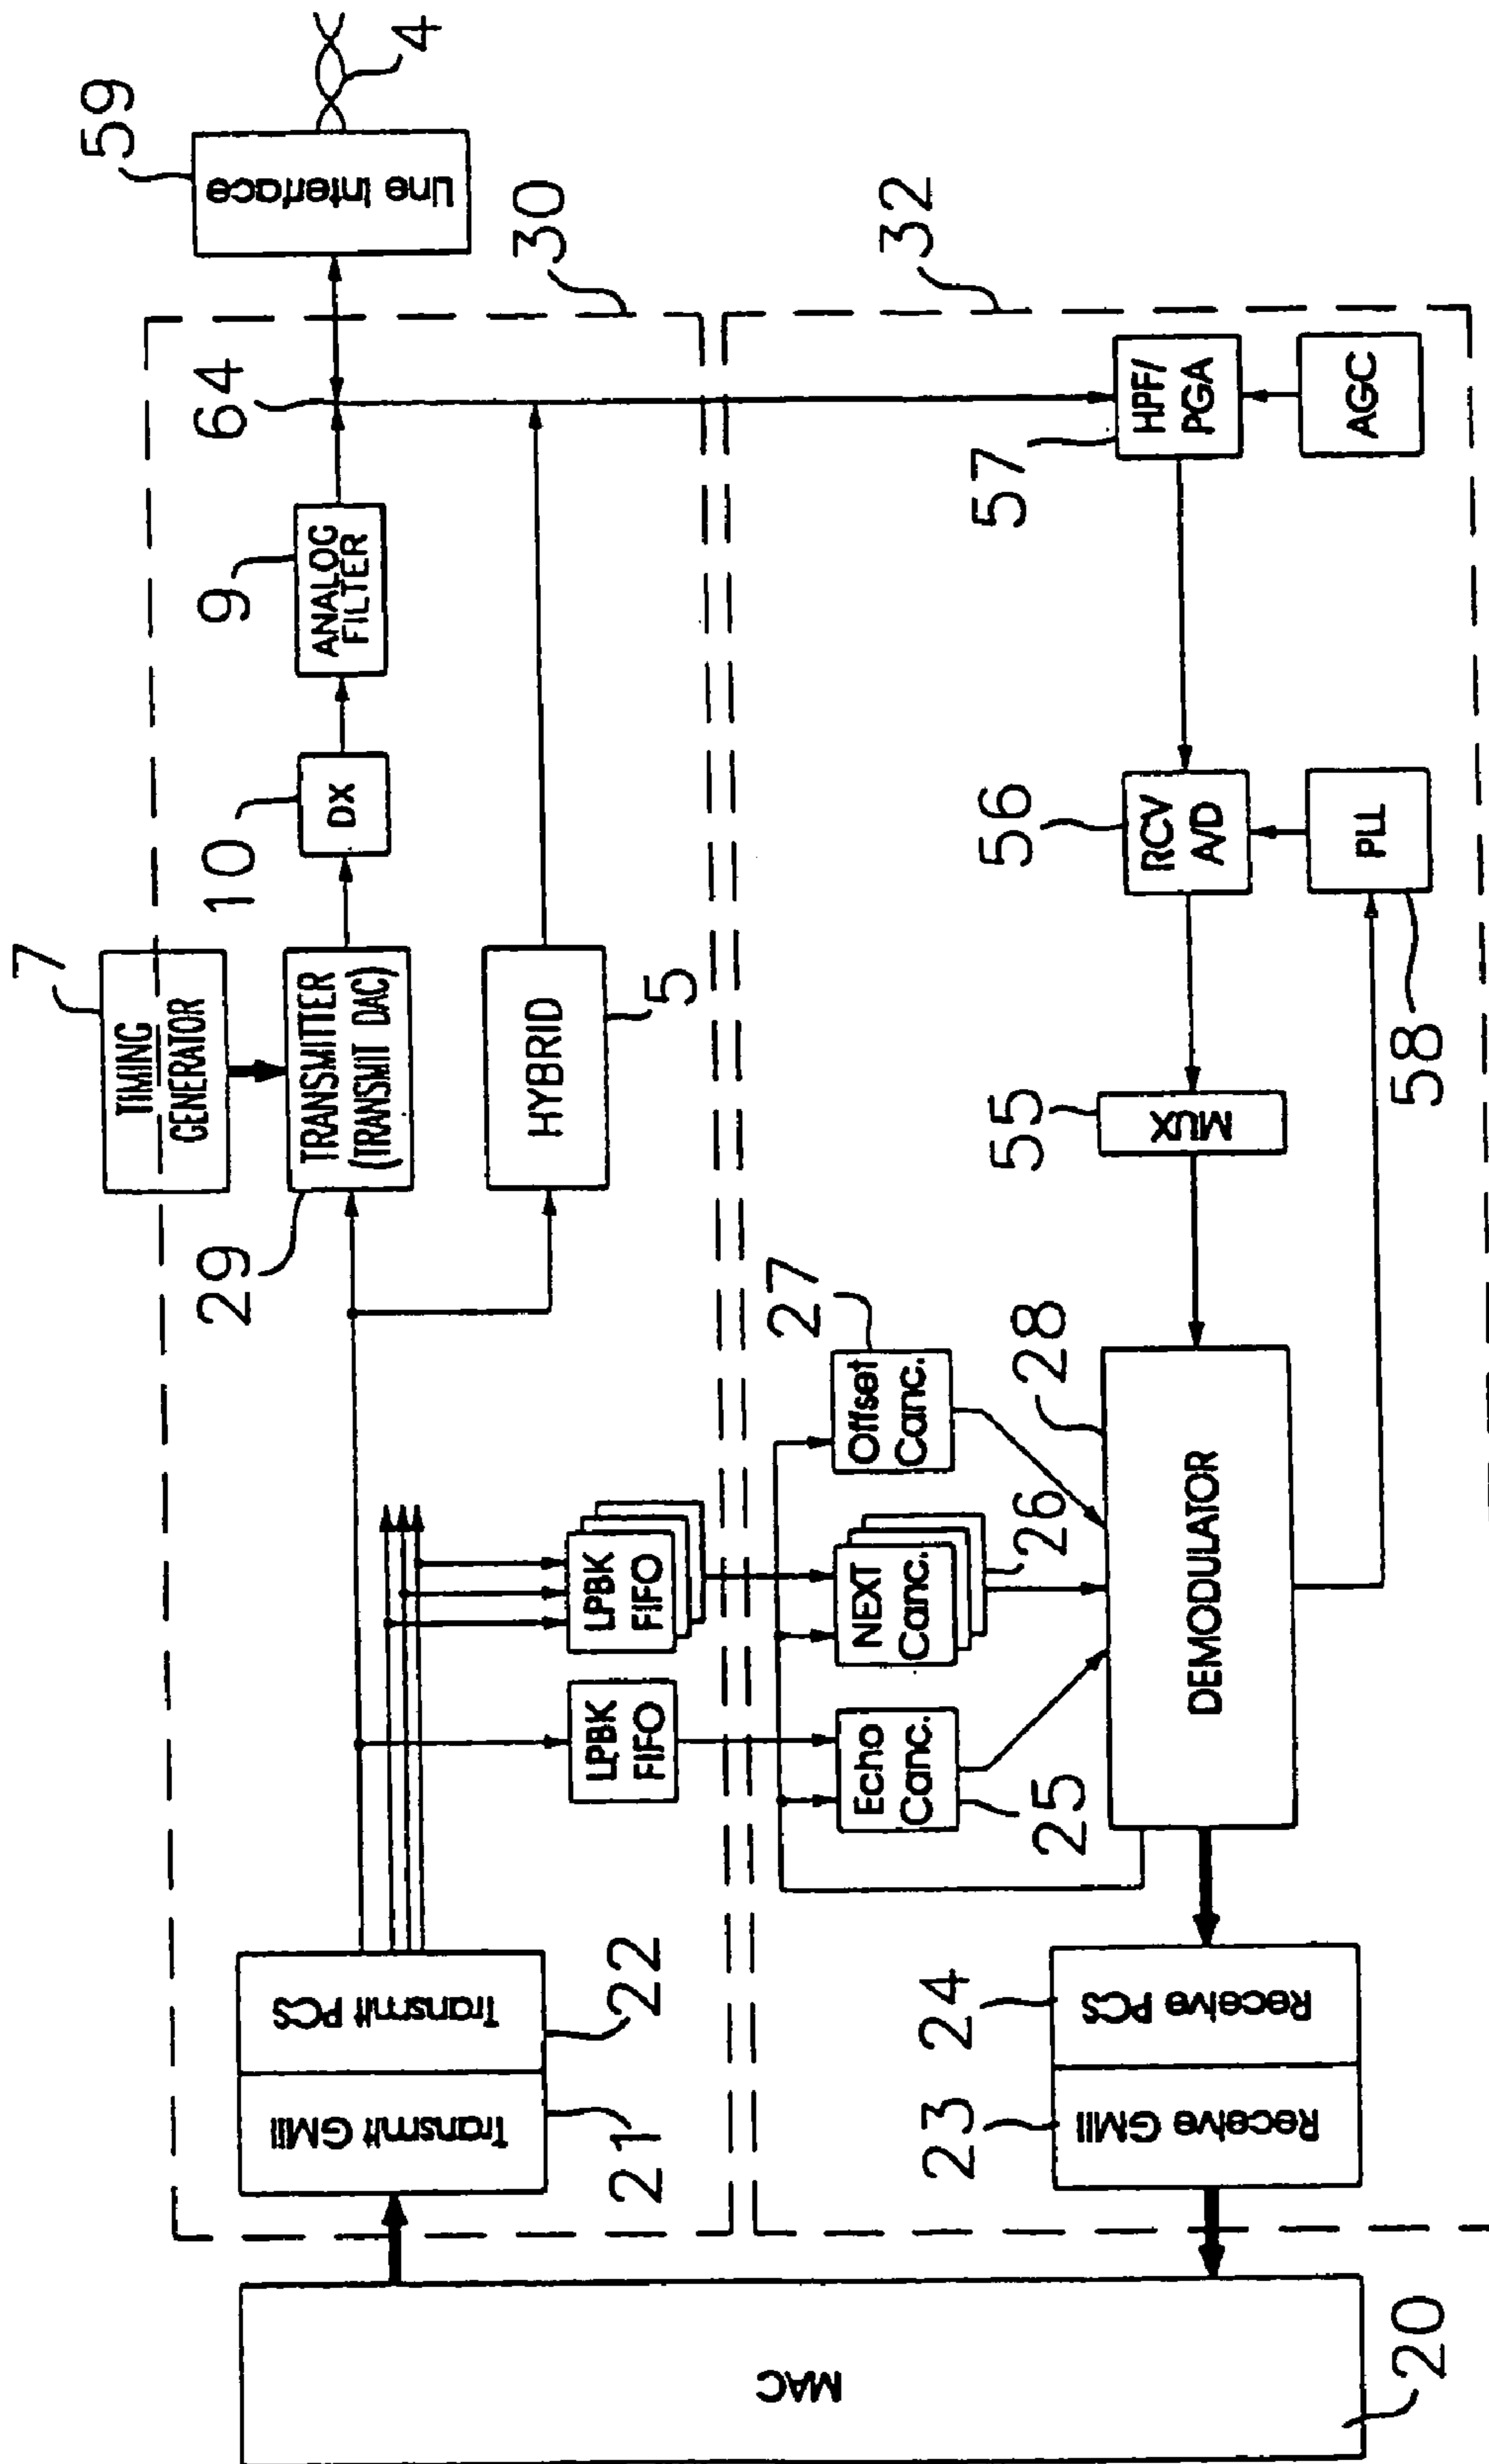 MAC
20
Transmit GMII
Transmit PCS
21
22
LPBK
FIFO
LPBK
FIFO
29
TRANSMITTER
(TRANSMIT DAC)
7
TIMING
GENERATOR
HYBRID
5
10
DX
9
ANALOG
FILTER
64
30
59
Line Interface
4
23
24
Receive GMII
Receive PCS
Echo
Canc.
25
NEXT
Canc.
26
Offset
Canc.
27
DEMODULATOR
28
55
MUX
56
RCV
A/D
PLL
58
57
HPF/
PGA
AGC
32